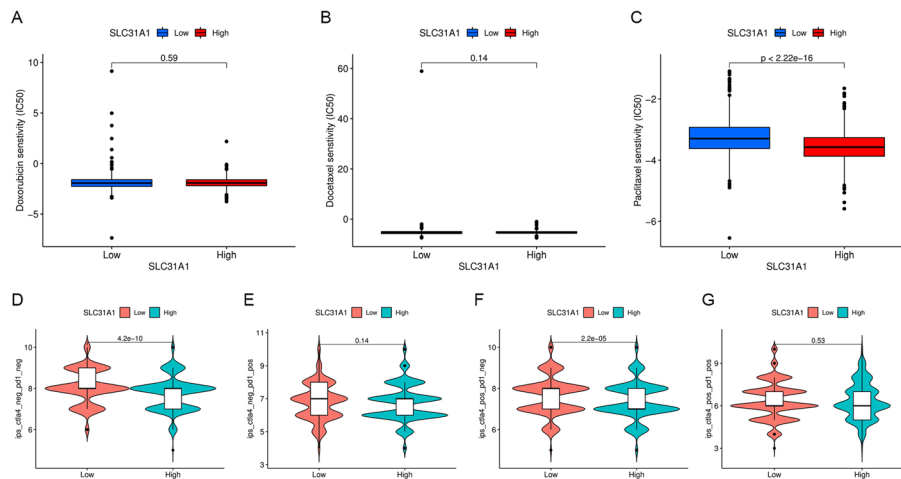 A
SLC31A1 Low High
Doxorubicin senstivity (IC50)
10
5
0
−5
0.59
Low High
SLC31A1
B
SLC31A1 Low High
Docetaxel senstivity (IC50)
60
40
20
0
0.14
Low High
SLC31A1
C
SLC31A1 Low High
Paclitaxel senstivity (IC50)
−2
−4
−6
p < 2.22e−16
Low High
SLC31A1
D
SLC31A1 Low High
ips_ctla4_neg_pd1_neg
10
8
6
4.2e−10
Low High
E
SLC31A1 Low High
ips_ctla4_neg_pd1_pos
11
9
7
5
3
0.14
Low High
F
SLC31A1 Low High
ips_ctla4_pos_pd1_neg
10
8
6
2.2e−05
Low High
G
SLC31A1 Low High
ips_ctla4_pos_pd1_pos
9
6
3
0.53
Low High